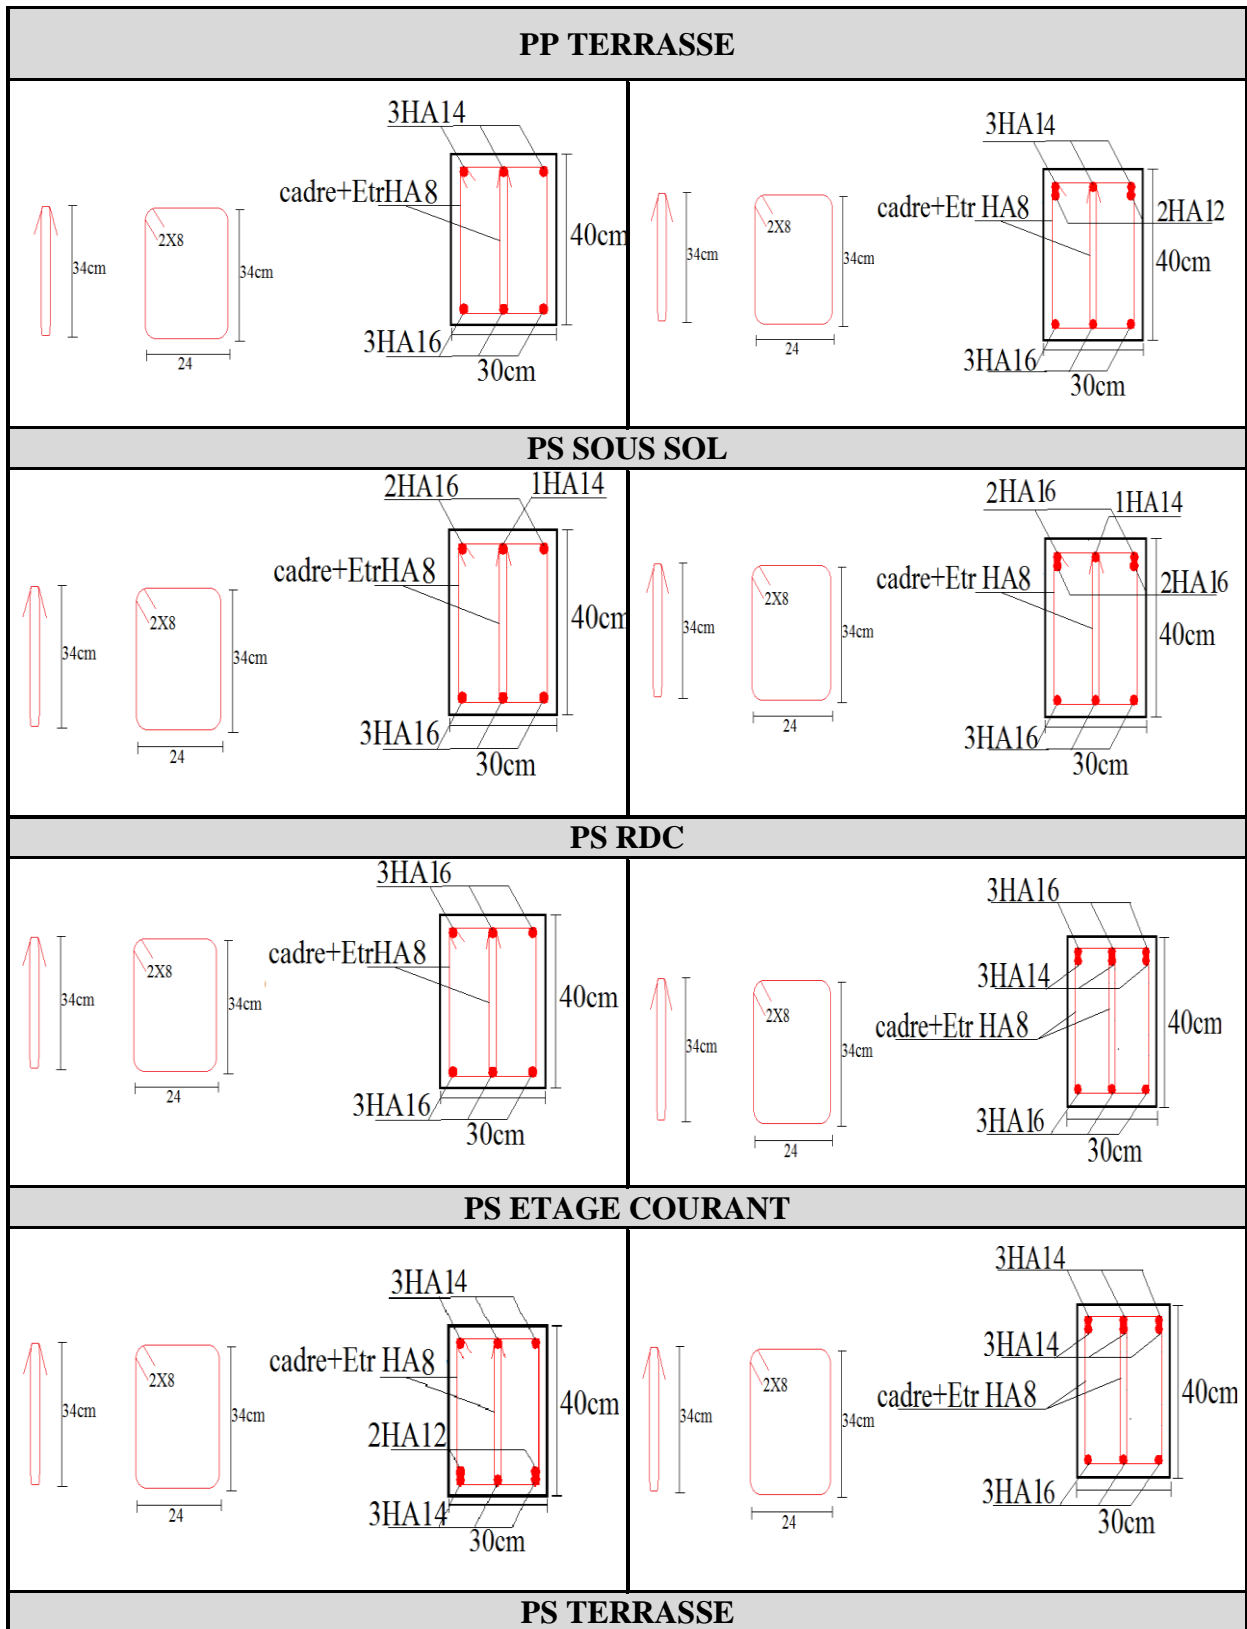 PP TERRASSE
3HA14
cadre+EtrHA8
2X8
34cm
34cm
24
40cm
3HA16
30cm
3HA14
cadre+Etr HA8
2HA12
2X8
34cm
34cm
24
40cm
3HA16
30cm
PS SOUS SOL
2HA16 1HA14
cadre+EtrHA8
2X8
34cm
34cm
24
40cm
3HA16
30cm
2HA16
1HA14
cadre+Etr HA8
2HA16
2X8
34cm
34cm
24
40cm
3HA16
30cm
PS RDC
3HA16
cadre+EtrHA8
2X8
34cm
34cm
24
40cm
3HA16
30cm
3HA16
3HA14
cadre+Etr HA8
2X8
34cm
34cm
24
40cm
3HA16
30cm
PS ETAGE COURANT
3HA14
cadre+Etr HA8
2X8
34cm
34cm
24
40cm
2HA12
3HA14
30cm
3HA14
3HA14
cadre+Etr HA8
2X8
34cm
34cm
24
40cm
3HA16
30cm
PS TERRASSE